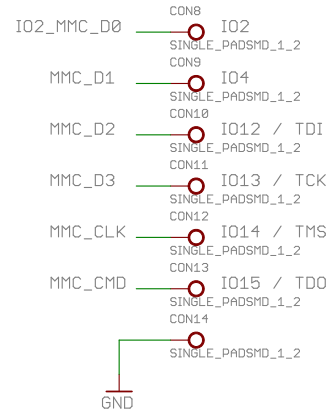 CON8
IO2_MMC_D0 IO2
SINGLE_PADSMD_1_2
CON9
MMC_D1 IO4
SINGLE_PADSMD_1_2
CON10
MMC_D2 IO12 / TDI
SINGLE_PADSMD_1_2
CON11
MMC_D3 IO13 / TCK
SINGLE_PADSMD_1_2
CON12
MMC_CLK IO14 / TMS
SINGLE_PADSMD_1_2
CON13
MMC_CMD IO15 / TDO
SINGLE_PADSMD_1_2
CON14
SINGLE_PADSMD_1_2
GND